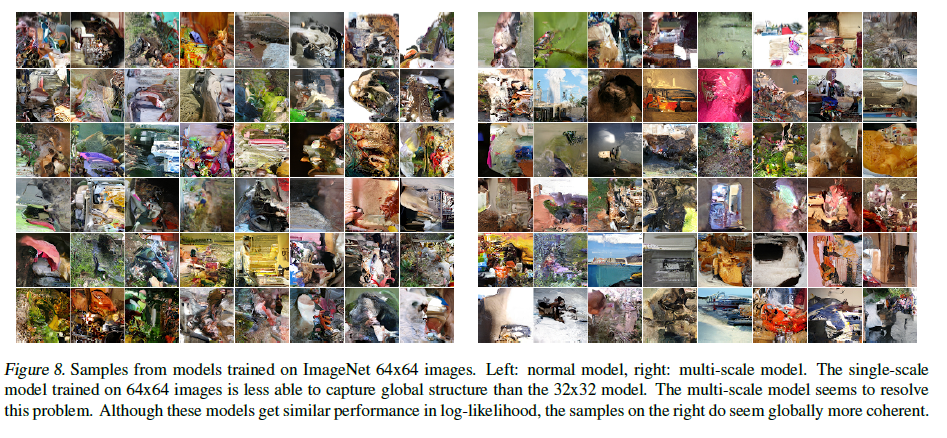 Figure 8. Samples from models trained on ImageNet 64x64 images. Left: normal model, right: multi-scale model. The single-scale
model trained on 64x64 images is less able to capture global structure than the 32x32 model. The multi-scale model seems to resolve
this problem. Although these models get similar performance in log-likelihood, the samples on the right do seem globally more coherent.